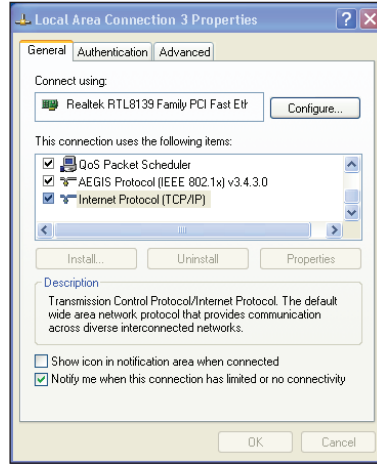 Local Area Connection 3 Properties
General Authentication Advanced
Connect using:
Realtek RTL8139 Family PCI Fast Eth Configure...
This connection uses the following items:
QoS Packet Scheduler
AEGIS Protocol (IEEE 802.1x) v3.4.3.0
Internet Protocol (TCP/IP)
Install... Uninstall Properties
Description
Transmission Control Protocol/Internet Protocol. The default
wide area network protocol that provides communication
across diverse interconnected networks.
Show icon in notification area when connected
Notify me when this connection has limited or no connectivity
OK Cancel